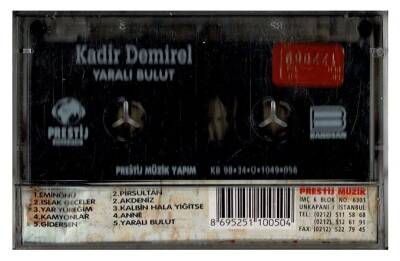 Kadir Demirel
YARALI BULUT
PRESTİJ
BANDSAN
PRESTİJ MÜZİK YAPIM
KB 98•34•Ü•1049•056
1.EMİNÖNÜ
2.ISLAK GECELER
3.YAR YÜREĞİM
4.KAMYONLAR
5.GİDERSEN
1.
2.PİRSULTAN
2.AKDENİZ
3.KALBİN HALA YİĞİTSE
4.ANNE
5.YARALI BULUT
8 695251 100504
PRESTİJ MÜZİK
İMÇ 6 BLOK NO. 6303
UNKAPANI / İSTANBUL
TEL: (0212) 511 58 68
(0212) 512 61 91
FAX: (0212) 522 79 45